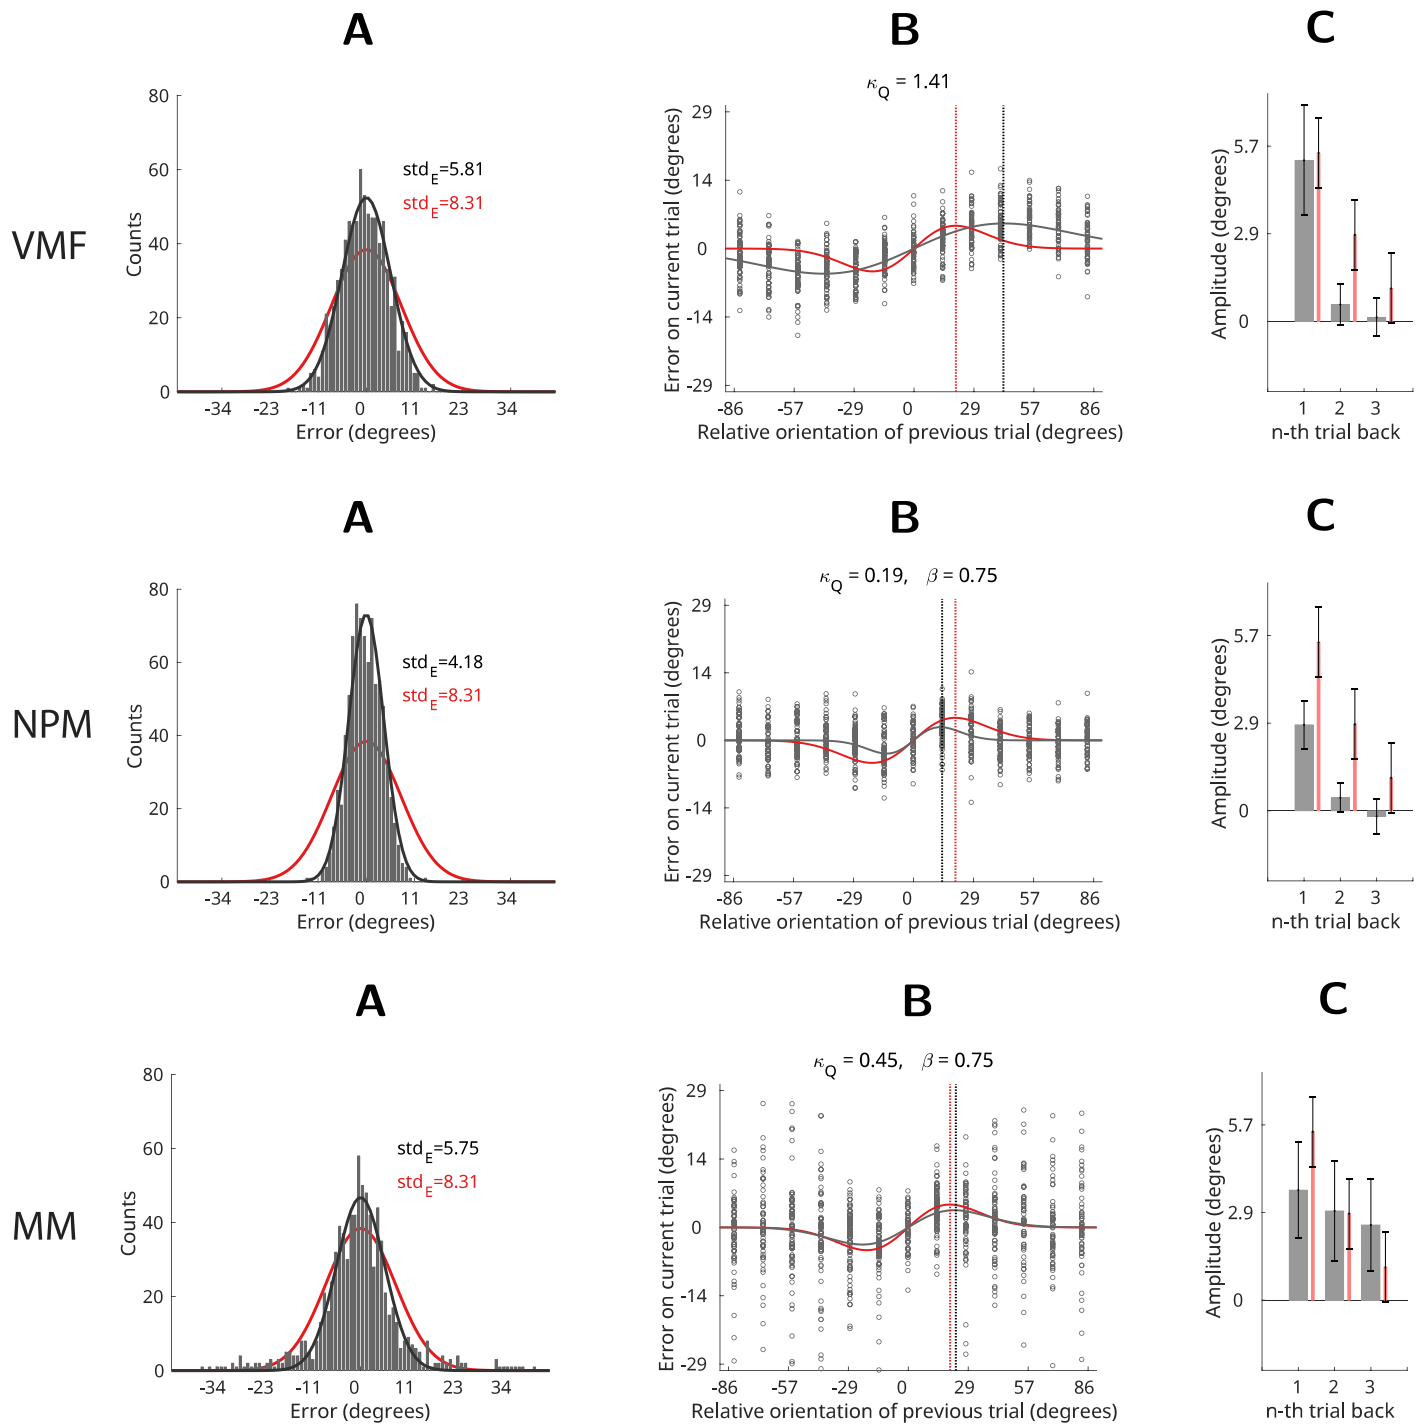 A B C
VMF
80
60
40
20
0
Counts
std_E=5.81
std_E=8.31
-34 -23 -11 0 11 23 34
Error (degrees)
κ_Q = 1.41
29
14
0
-14
-29
Error on current trial (degrees)
-86 -57 -29 0 29 57 86
Relative orientation of previous trial (degrees)
5.7
2.9
0
Amplitude (degrees)
1 2 3
n-th trial back
A B C
NPM
80
60
40
20
0
Counts
std_E=4.18
std_E=8.31
-34 -23 -11 0 11 23 34
Error (degrees)
κ_Q = 0.19, β = 0.75
29
14
0
-14
-29
Error on current trial (degrees)
-86 -57 -29 0 29 57 86
Relative orientation of previous trial (degrees)
5.7
2.9
0
Amplitude (degrees)
1 2 3
n-th trial back
A B C
MM
80
60
40
20
0
Counts
std_E=5.75
std_E=8.31
-34 -23 -11 0 11 23 34
Error (degrees)
κ_Q = 0.45, β = 0.75
29
14
0
-14
-29
Error on current trial (degrees)
-86 -57 -29 0 29 57 86
Relative orientation of previous trial (degrees)
5.7
2.9
0
Amplitude (degrees)
1 2 3
n-th trial back